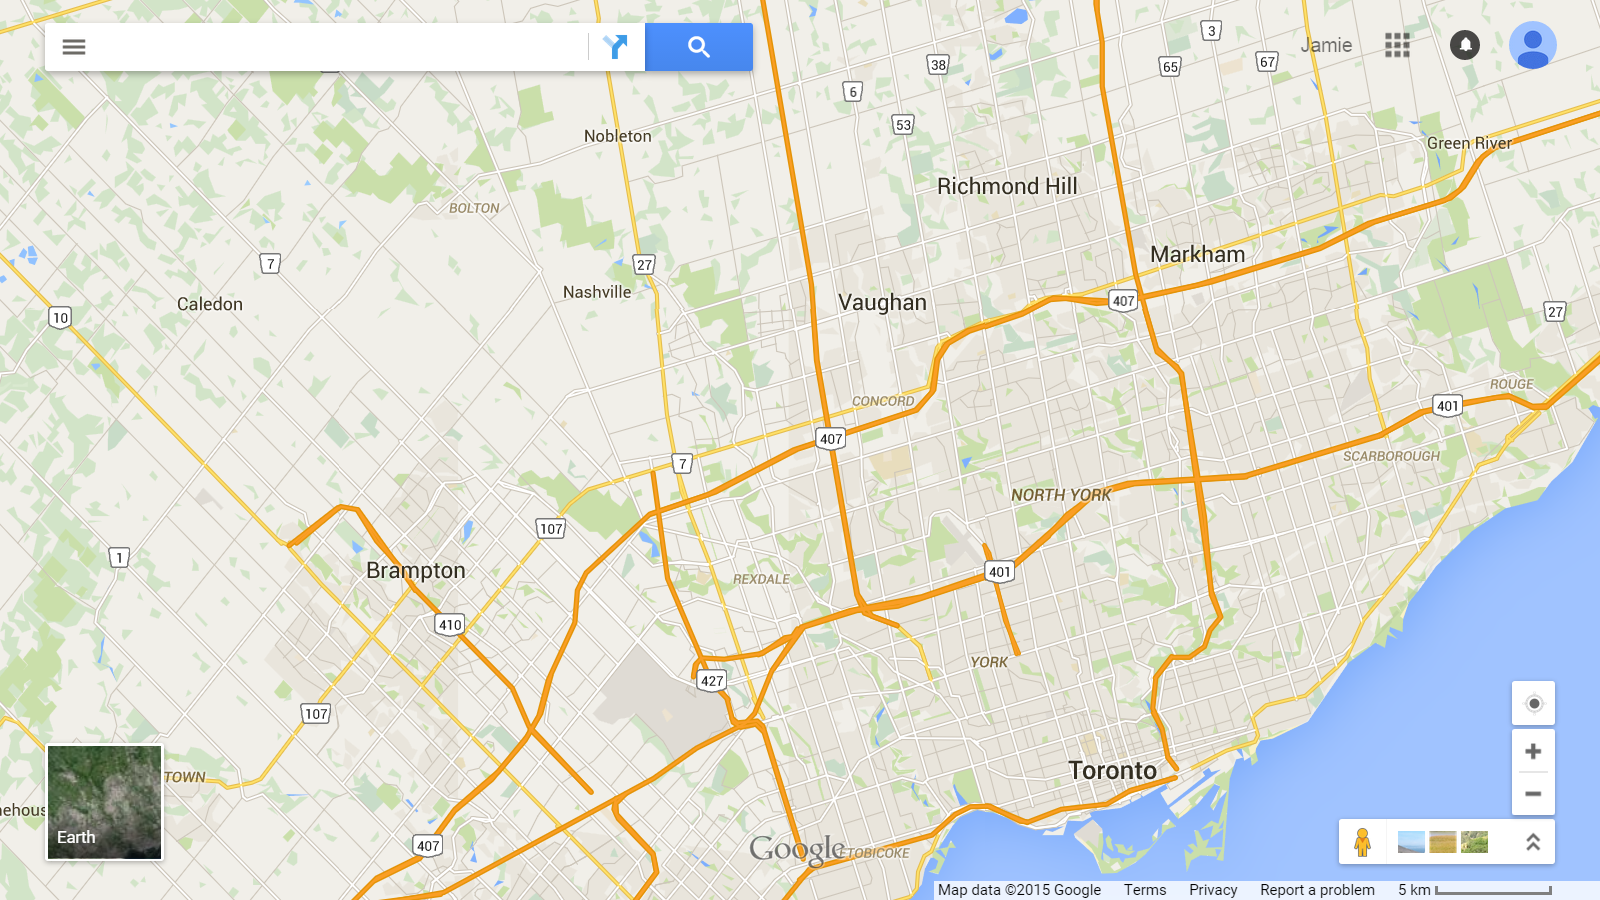 Jamie
3
38
65
67
6
53
Nobleton
Green River
Richmond Hill
BOLTON
Markham
7
27
Nashville
Caledon
Vaughan
407
10
27
ROUGE
CONCORD
401
407
SCARBOROUGH
7
NORTH YORK
107
1
Brampton
REXDALE
401
410
YORK
427
107
Toronto
TOWN
Earth
407
Google
ETOBICOKE
Map data ©2015 Google Terms Privacy Report a problem 5 km